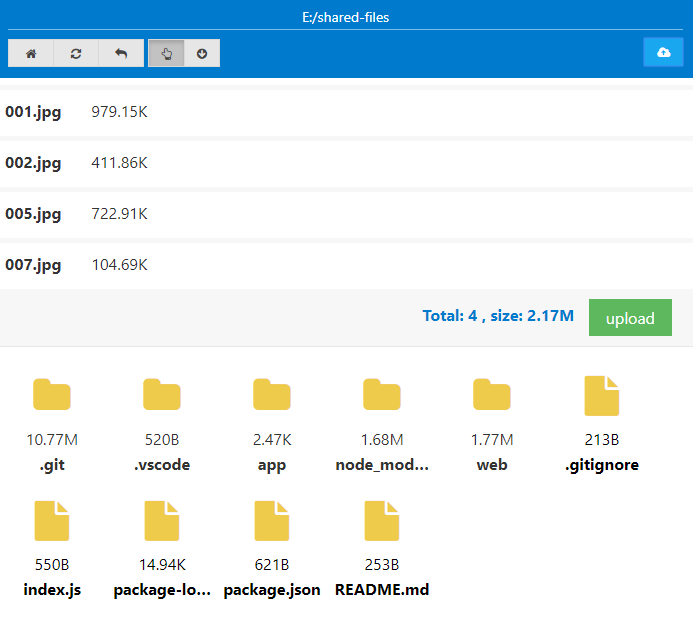 E:/shared-files
001.jpg 979.15K
002.jpg 411.86K
005.jpg 722.91K
007.jpg 104.69K
Total: 4 , size: 2.17M upload
10.77M 520B 2.47K 1.68M 1.77M 213B
.git .vscode app node_mod... web .gitignore
550B 14.94K 621B 253B
index.js package-lo... package.json README.md